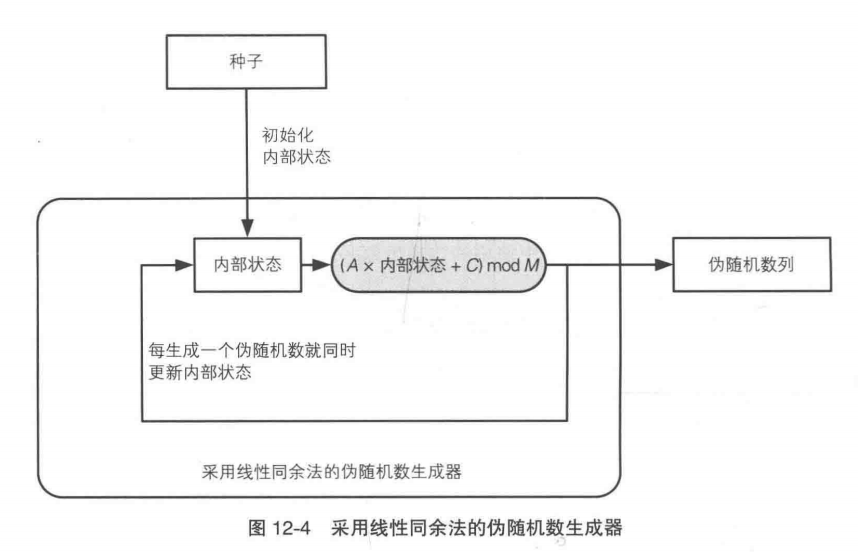 种子
初始化
内部状态
内部状态
(A × 内部状态 + C) mod M
伪随机数列
每生成一个伪随机数就同时
更新内部状态
采用线性同余法的伪随机数生成器
图 12-4 采用线性同余法的伪随机数生成器